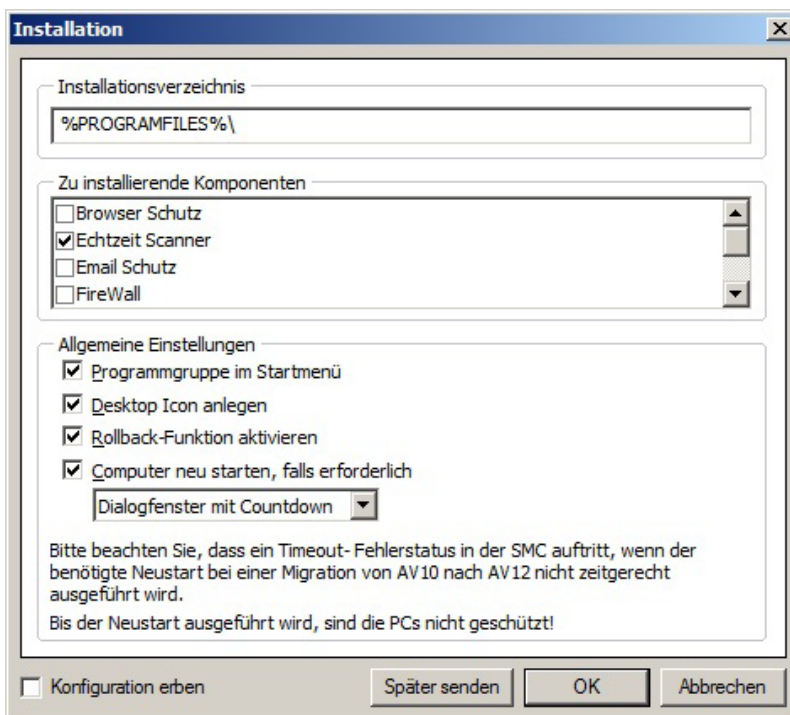 Installation
Installationsverzeichnis
%PROGRAMFILES%\
Zu installierende Komponenten
Browser Schutz
Echtzeit Scanner
Email Schutz
FireWall
Allgemeine Einstellungen
Programmgruppe im Startmenü
Desktop Icon anlegen
Rollback-Funktion aktivieren
Computer neu starten, falls erforderlich
Dialogfenster mit Countdown
Bitte beachten Sie, dass ein Timeout- Fehlerstatus in der SMC auftritt, wenn der
benötigte Neustart bei einer Migration von AV10 nach AV12 nicht zeitgerecht
ausgeführt wird.
Bis der Neustart ausgeführt wird, sind die PCs nicht geschützt!
Konfiguration erben
Später senden
OK
Abbrechen